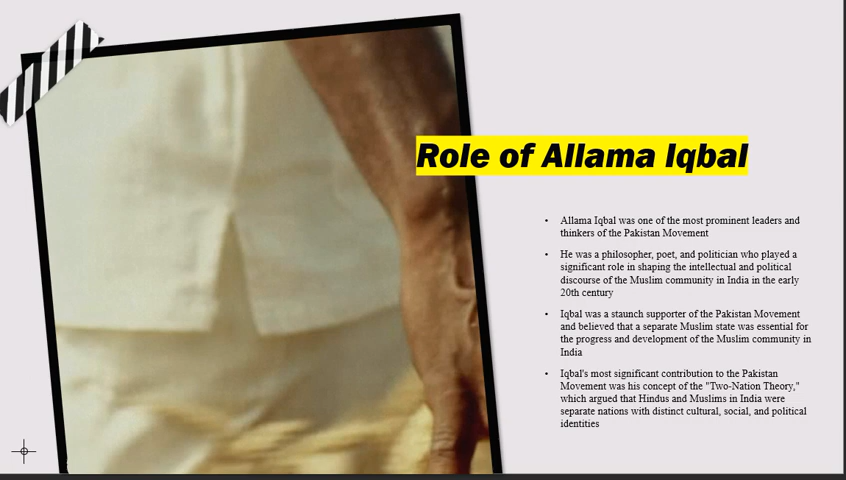 Role of Allama Iqbal
• Allama Iqbal was one of the most prominent leaders and
thinkers of the Pakistan Movement
• He was a philosopher, poet, and politician who played a
significant role in shaping the intellectual and political
discourse of the Muslim community in India in the early
20th century
• Iqbal was a staunch supporter of the Pakistan Movement
and believed that a separate Muslim state was essential for
the progress and development of the Muslim community in
India
• Iqbal's most significant contribution to the Pakistan
Movement was his concept of the "Two-Nation Theory,"
which argued that Hindus and Muslims in India were
separate nations with distinct cultural, social, and political
identities